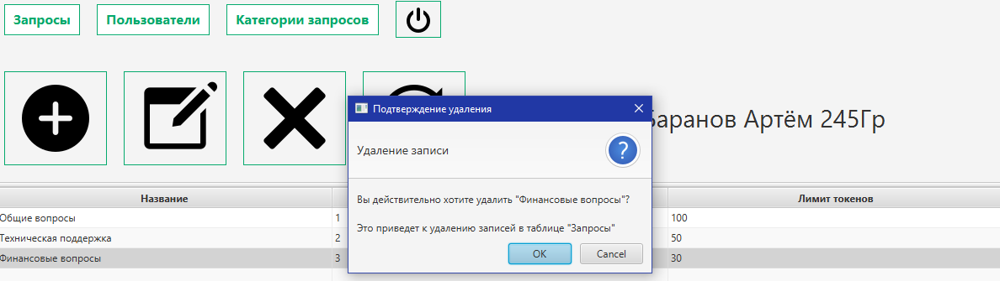 Запросы Пользователи Категории запросов
Подтверждение удаления
Баранов Артём 245Гр
Удаление записи
?
Вы действительно хотите удалить "Финансовые вопросы"?
Это приведет к удалению записей в таблице "Запросы"
OK Cancel
Название Лимит токенов
Общие вопросы 1 100
Техническая поддержка 2 50
Финансовые вопросы 3 30